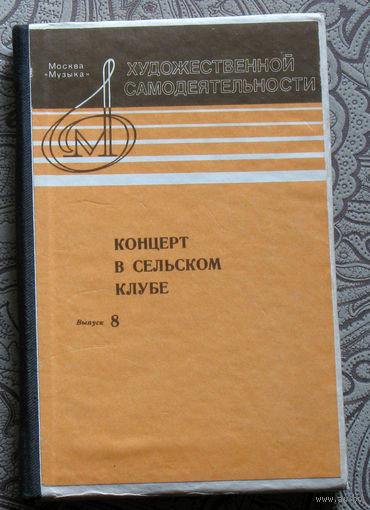 Москва
«Музыка»
ХУДОЖЕСТВЕННОЙ
САМОДЕЯТЕЛЬНОСТИ
М
КОНЦЕРТ
В СЕЛЬСКОМ
КЛУБЕ
Выпуск 8